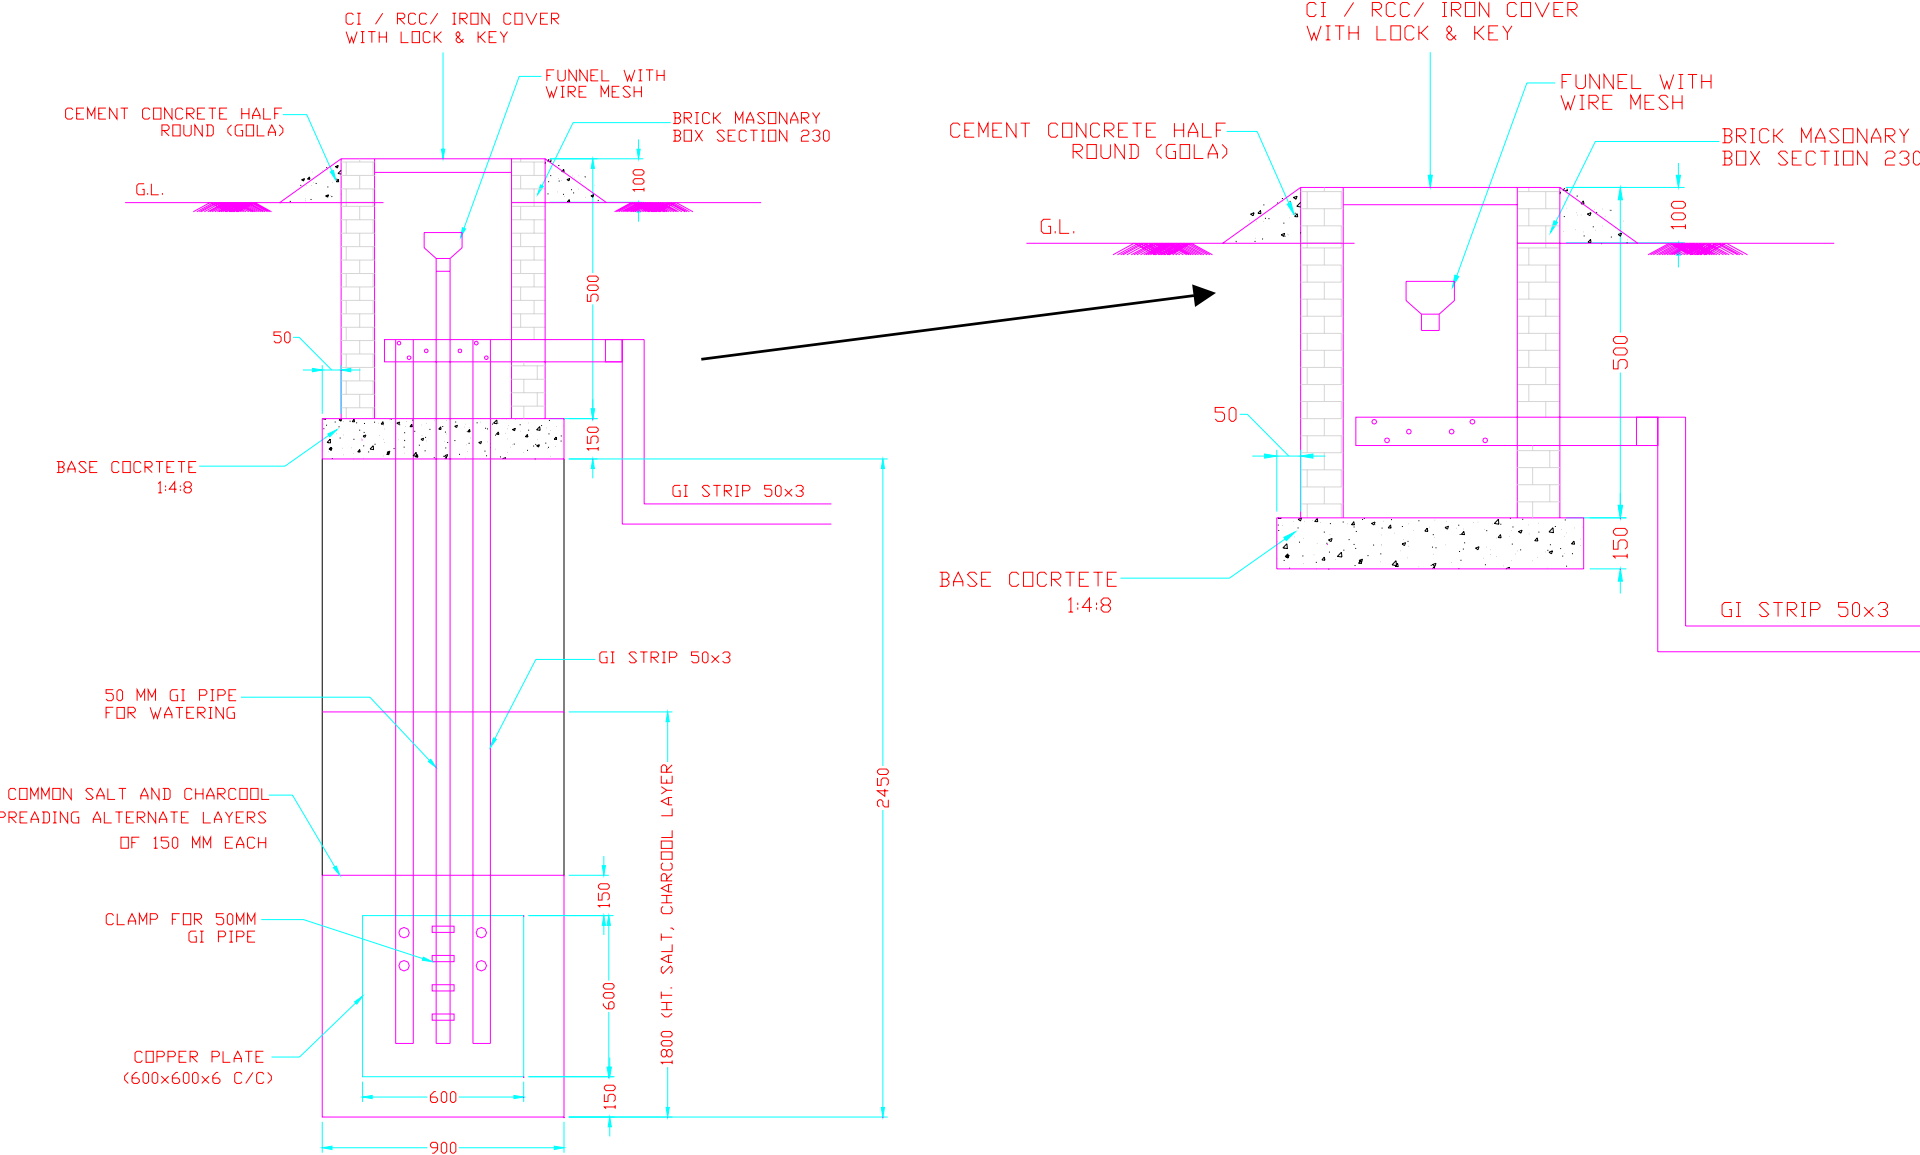 CI / RCC/ IRON COVER
WITH LOCK & KEY
FUNNEL WITH
WIRE MESH
CEMENT CONCRETE HALF
ROUND (GOLA)
BRICK MASONARY
BOX SECTION 230
100
G.L.
500
50
150
BASE COCRTETE
1:4:8
GI STRIP 50x3
GI STRIP 50x3
50 MM GI PIPE
FOR WATERING
2450
COMMON SALT AND CHARCOOL
PREADING ALTERNATE LAYERS
OF 150 MM EACH
1800 (HT. SALT, CHARCOOL LAYER
150
CLAMP FOR 50MM
GI PIPE
600
COPPER PLATE
(600x600x6 C/C)
600
150
900
CI / RCC/ IRON COVER
WITH LOCK & KEY
FUNNEL WITH
WIRE MESH
CEMENT CONCRETE HALF
ROUND (GOLA)
BRICK MASONARY
BOX SECTION 230
100
G.L.
500
50
150
BASE COCRTETE
1:4:8
GI STRIP 50x3